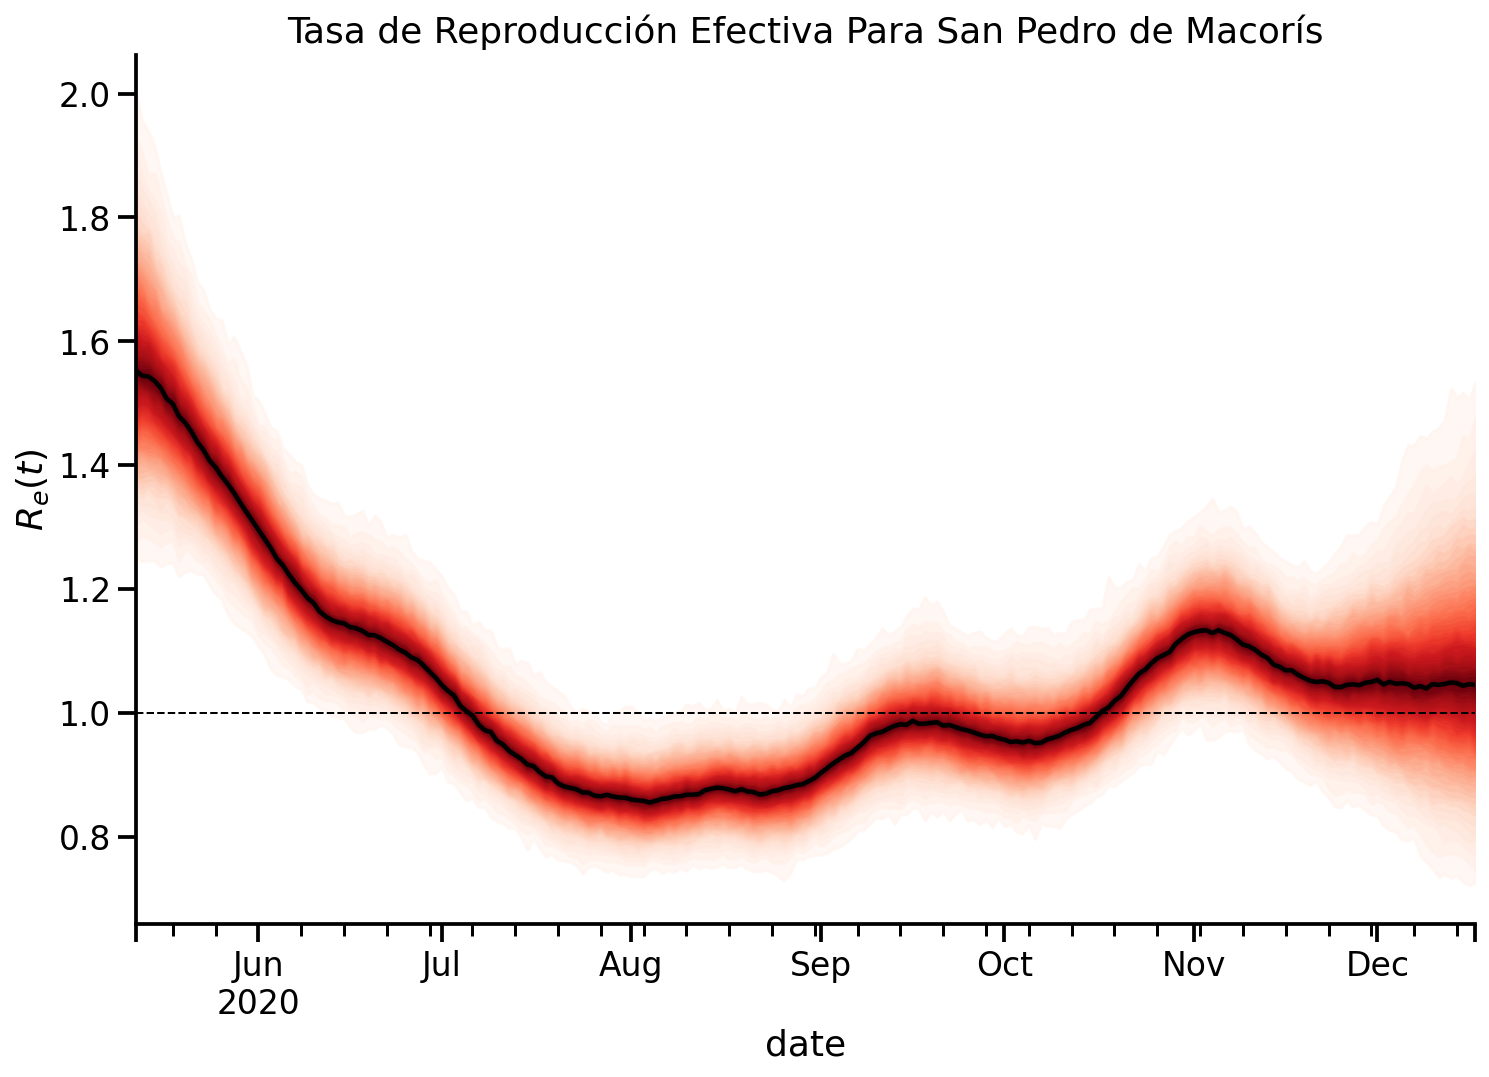 Tasa de Reproducción Efectiva Para San Pedro de Macorís
2.0
1.8
1.6
1.4
1.2
1.0
0.8
Rₑ(t)
Jun Jul Aug Sep Oct Nov Dec
2020
date